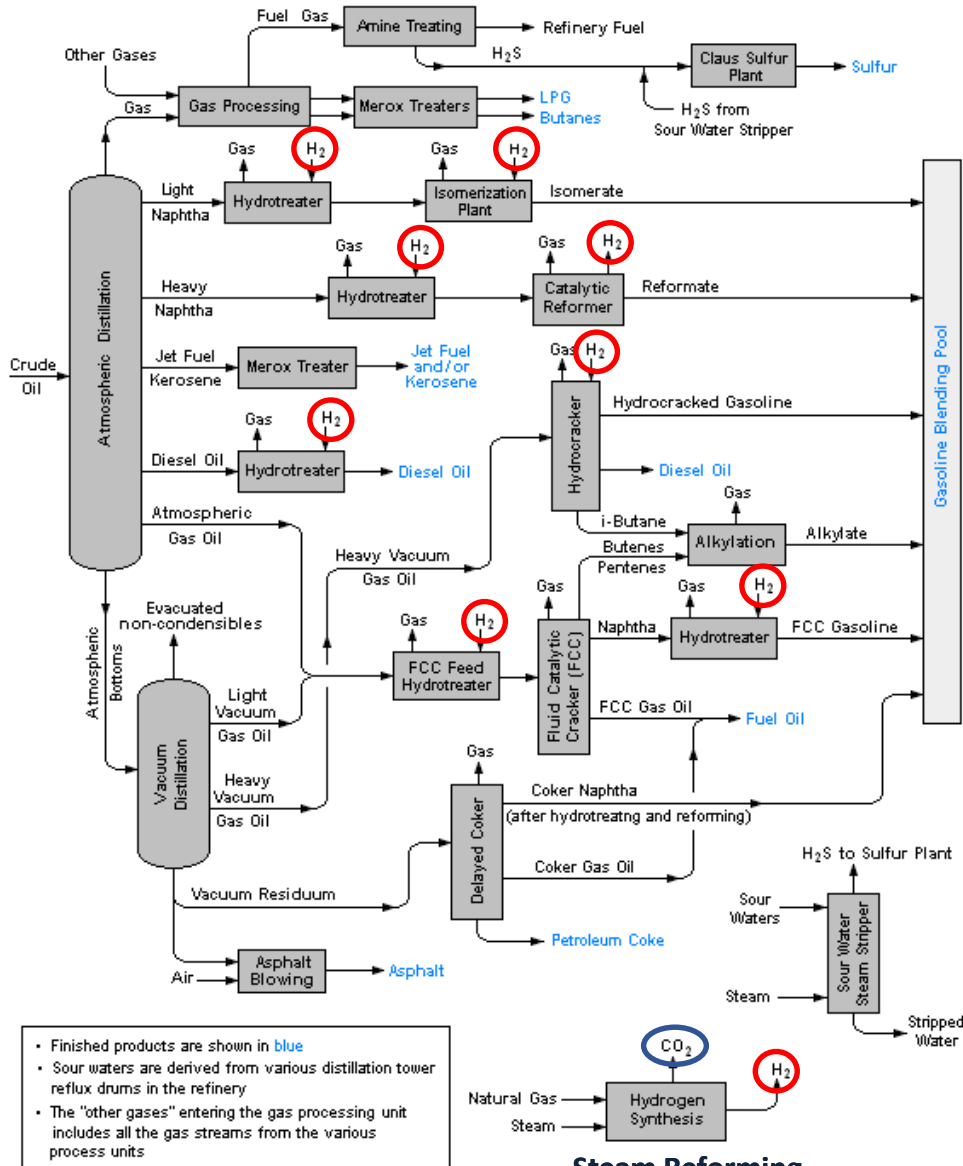 Fuel Gas
Amine Treating
Refinery Fuel
Other Gases
H2S
Claus Sulfur
Plant
Sulfur
Gas
Gas Processing
Merox Treaters
LPG
Butanes
H2S from
Sour Water Stripper
Gas
H2
Gas
H2
Light
Naphtha
Hydrotreater
Isomerization
Plant
Isomerate
Gas
H2
Gas
H2
Heavy
Naphtha
Hydrotreater
Catalytic
Reformer
Reformate
Crude
Oil
Atmospheric Distillation
Jet Fuel
Kerosene
Merox Treater
Jet Fuel
and/or
Kerosene
Gas
H2
Hydrocracker
Hydrocracked Gasoline
Diesel Oil
Gasoline Blending Pool
Gas
H2
Diesel Oil
Hydrotreater
Diesel Oil
Atmospheric
Gas Oil
Heavy Vacuum
Gas Oil
i-Butane
Butenes
Pentenes
Gas
Alkylation
Alkylate
Atmospheric
Bottoms
Evacuated
non-condensibles
Gas
H2
FCC Feed
Hydrotreater
Gas
Fluid Catalytic
Cracker (FCC)
Naphtha
Gas
H2
Hydrotreater
FCC Gasoline
Light
Vacuum
Gas Oil
FCC Gas Oil
Fuel Oil
Vacuum
Distillation
Heavy
Vacuum
Gas Oil
Gas
Delayed Coker
Coker Naphtha
(after hydrotreatng and reforming)
Coker Gas Oil
Vacuum Residuum
Petroleum Coke
Air
Asphalt
Blowing
Asphalt
H2S to Sulfur Plant
Sour
Waters
Sour Water
Steam Stripper
Steam
Stripped
Water
• Finished products are shown in blue
• Sour waters are derived from various distillation tower
reflux drums in the refinery
• The "other gases" entering the gas processing unit
includes all the gas streams from the various
process units
CO2
H2
Natural Gas
Steam
Hydrogen
Synthesis
Steam Reforming